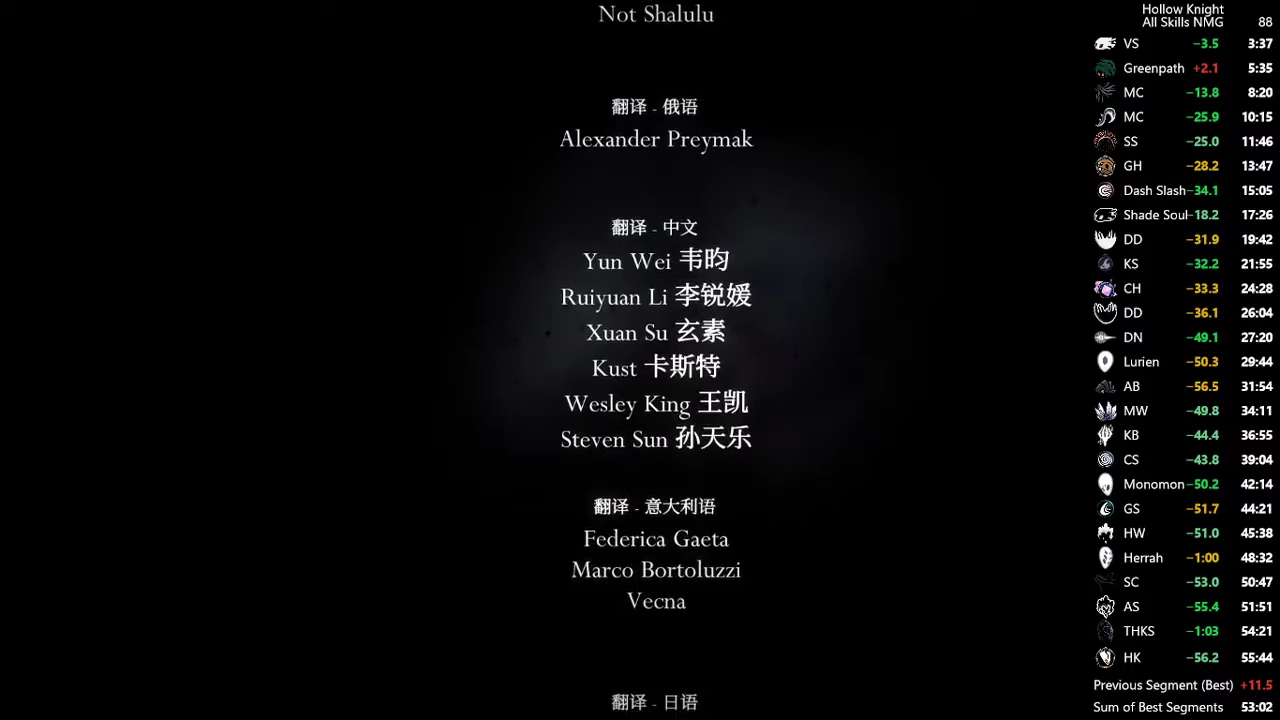 Not Shalulu
翻译 - 俄语
Alexander Preymak
翻译 - 中文
Yun Wei 韦昀
Ruiyuan Li 李锐媛
Xuan Su 玄素
Kust 卡斯特
Wesley King 王凯
Steven Sun 孙天乐
翻译 - 意大利语
Federica Gaeta
Marco Bortoluzzi
Vecna
翻译 - 日语
Hollow Knight
All Skills NMG 88
VS −3.5 3:37
Greenpath +2.1 5:35
MC −13.8 8:20
MC −25.9 10:15
SS −25.0 11:46
GH −28.2 13:47
Dash Slash −34.1 15:05
Shade Soul −18.2 17:26
DD −31.9 19:42
KS −32.2 21:55
CH −33.3 24:28
DD −36.1 26:04
DN −49.1 27:20
Lurien −50.3 29:44
AB −56.5 31:54
MW −49.8 34:11
KB −44.4 36:55
CS −43.8 39:04
Monomon −50.2 42:14
GS −51.7 44:21
HW −51.0 45:38
Herrah −1:00 48:32
SC −53.0 50:47
AS −55.4 51:51
THKS −1:03 54:21
HK −56.2 55:44
Previous Segment (Best) +11.5
Sum of Best Segments 53:02